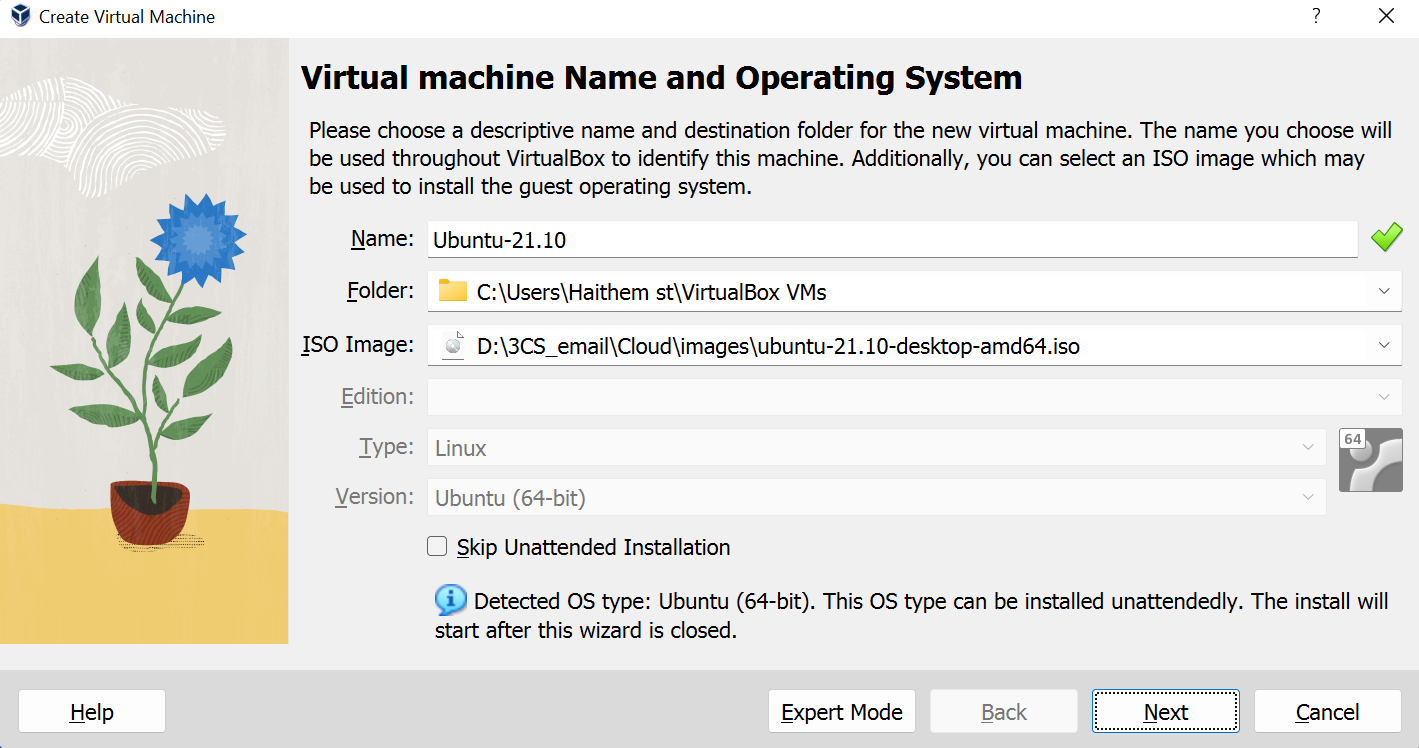 Create Virtual Machine
?
Virtual machine Name and Operating System
Please choose a descriptive name and destination folder for the new virtual machine. The name you choose will
be used throughout VirtualBox to identify this machine. Additionally, you can select an ISO image which may
be used to install the guest operating system.
Name: Ubuntu-21.10
Folder: C:\Users\Haithem st\VirtualBox VMs
ISO Image: D:\3CS_email\Cloud\images\ubuntu-21.10-desktop-amd64.iso
Edition:
Type: Linux
64
Version: Ubuntu (64-bit)
Skip Unattended Installation
Detected OS type: Ubuntu (64-bit). This OS type can be installed unattendedly. The install will
start after this wizard is closed.
Help Expert Mode Back Next Cancel